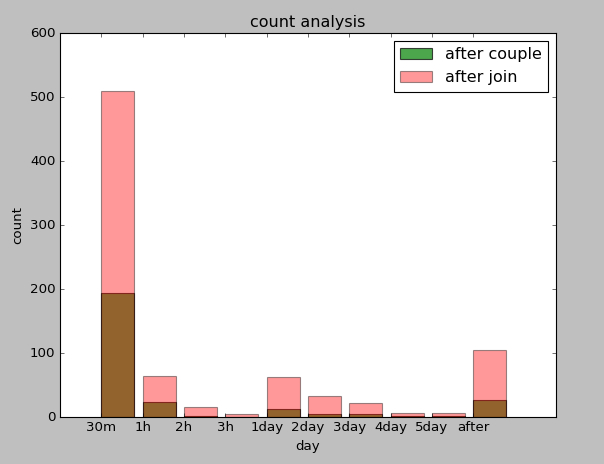 count analysis
after couple
after join
600
500
400
300
200
100
0
count
30m 1h 2h 3h 1day 2day 3day 4day 5day after
day